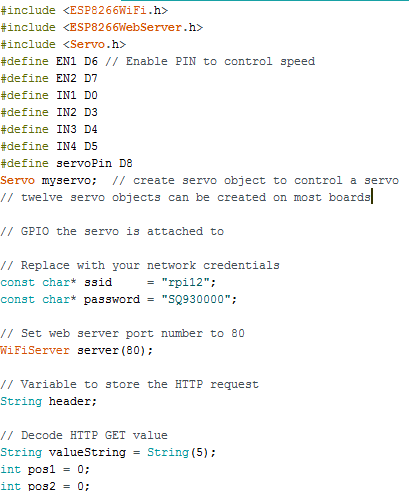 #include <ESP8266WiFi.h>
#include <ESP8266WebServer.h>
#include <Servo.h>
#define EN1 D6 // Enable PIN to control speed
#define EN2 D7
#define IN1 D0
#define IN2 D3
#define IN3 D4
#define IN4 D5
#define servoPin D8
Servo myservo;  // create servo object to control a servo
// twelve servo objects can be created on most boards
// GPIO the servo is attached to
// Replace with your network credentials
const char* ssid     = "rpi12";
const char* password = "SQ930000";
// Set web server port number to 80
WiFiServer server(80);
// Variable to store the HTTP request
String header;
// Decode HTTP GET value
String valueString = String(5);
int pos1 = 0;
int pos2 = 0;